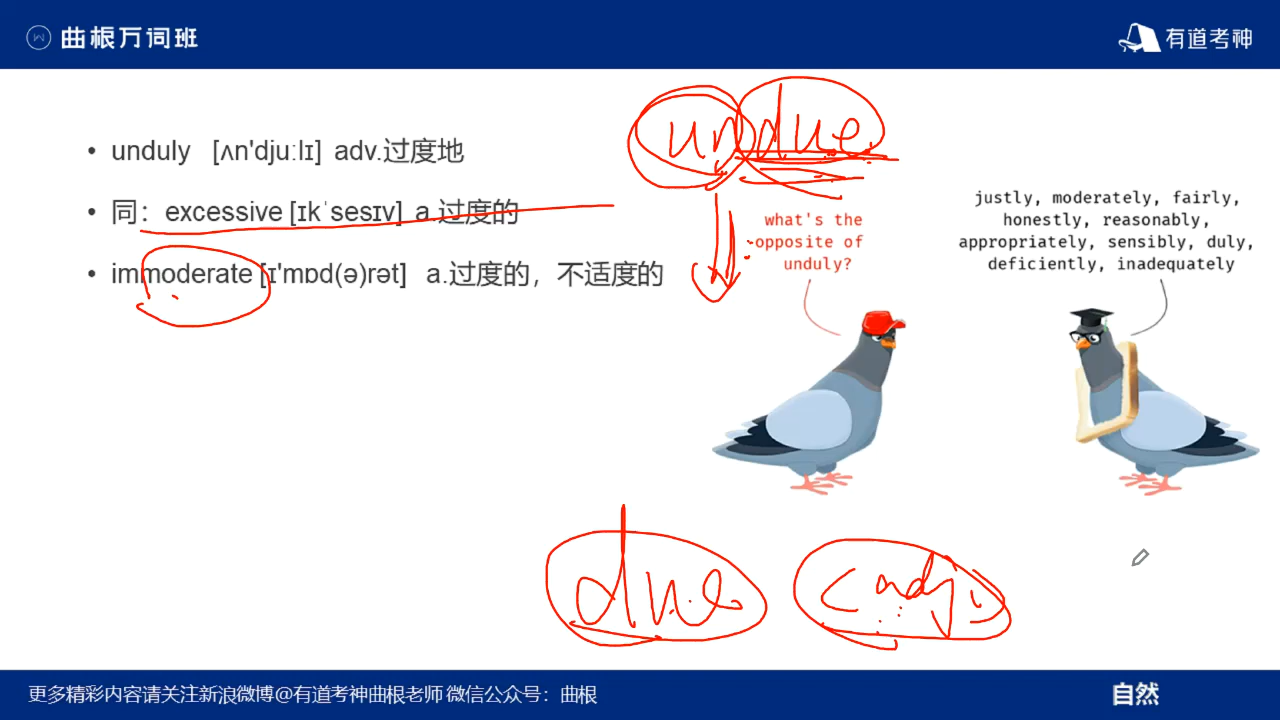 曲根万词班
有道考神
undue
• unduly [ʌn'dju:lɪ] adv.过度地
• 同：excessive [ɪkˈsesɪv] a.过度的
• immoderate [ɪ'mɒd(ə)rət] a.过度的，不适度的
what's the
opposite of
unduly?
justly, moderately, fairly,
honestly, reasonably,
appropriately, sensibly, duly,
deficiently, inadequately
due
(adj)
更多精彩内容请关注新浪微博@有道考神曲根老师 微信公众号：曲根
自然